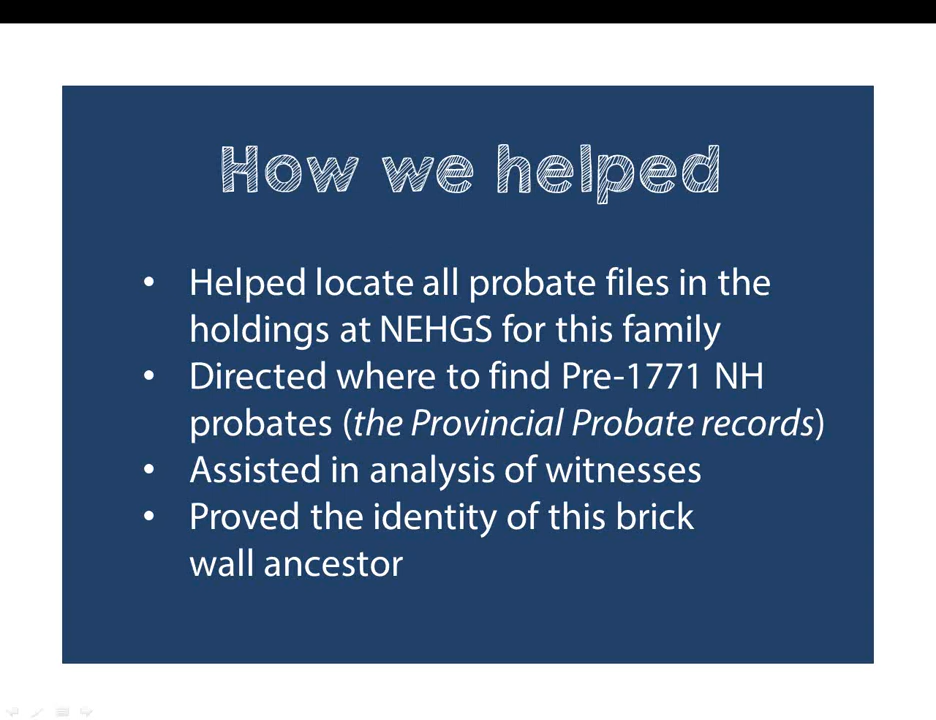 How we helped
• Helped locate all probate files in the
holdings at NEHGS for this family
• Directed where to find Pre-1771 NH
probates (the Provincial Probate records)
• Assisted in analysis of witnesses
• Proved the identity of this brick
wall ancestor